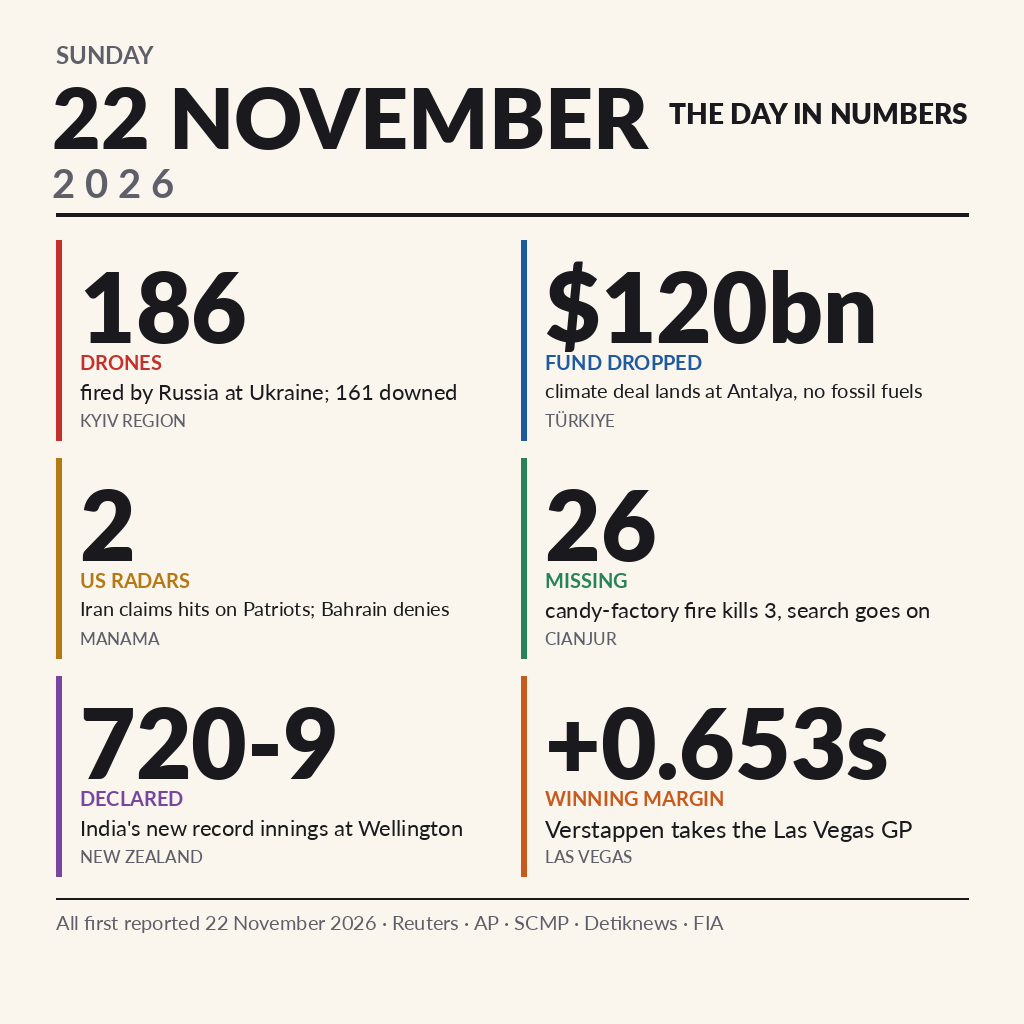 SUNDAY
22 NOVEMBER
THE DAY IN NUMBERS
2026
186
DRONES
fired by Russia at Ukraine; 161 downed
KYIV REGION
$120bn
FUND DROPPED
climate deal lands at Antalya, no fossil fuels
TÜRKIYE
2
US RADARS
Iran claims hits on Patriots; Bahrain denies
MANAMA
26
MISSING
candy-factory fire kills 3, search goes on
CIANJUR
720-9
DECLARED
India's new record innings at Wellington
NEW ZEALAND
+0.653s
WINNING MARGIN
Verstappen takes the Las Vegas GP
LAS VEGAS
All first reported 22 November 2026 · Reuters · AP · SCMP · Detiknews · FIA